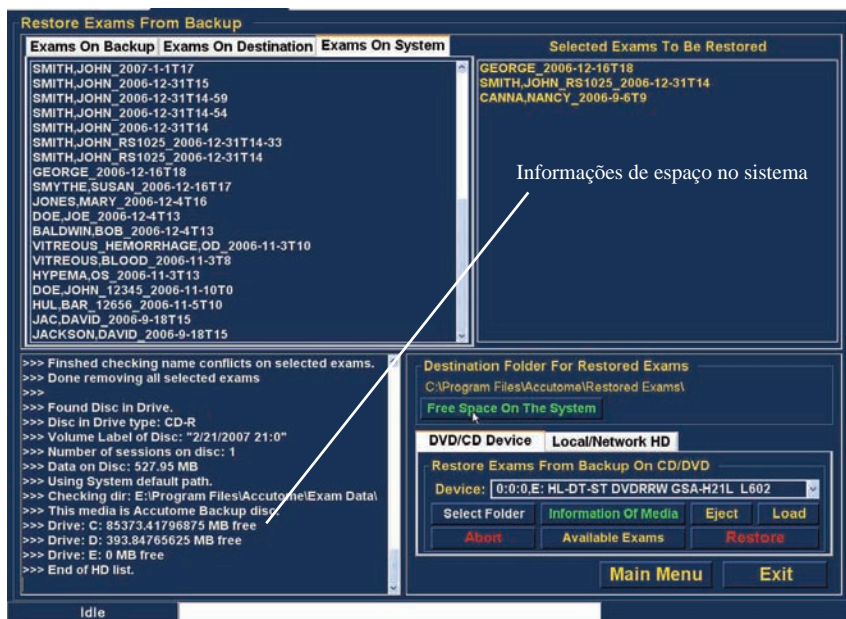 Restore Exams From Backup
Exams On Backup Exams On Destination Exams On System
SMITH,JOHN_2007-1-1T17
SMITH,JOHN_2006-12-31T15
SMITH,JOHN_2006-12-31T14-59
SMITH,JOHN_2006-12-31T14-54
SMITH,JOHN_2006-12-31T14
SMITH,JOHN_RS1025_2006-12-31T14-33
SMITH,JOHN_RS1025_2006-12-31T14
GEORGE_2006-12-16T18
SMYTHE,SUSAN_2006-12-16T17
JONES,MARY_2006-12-4T16
DOE,JOE_2006-12-4T13
BALDWIN,BOB_2006-12-4T13
VITREOUS_HEMORRHAGE,OD_2006-11-3T10
VITREOUS,BLOOD_2006-11-3T8
HYPEMA,OS_2006-11-3T13
DOE,JOHN_12345_2006-11-10T0
HUL,BAR_12656_2006-11-5T10
JAC,DAVID_2006-9-18T15
JACKSON,DAVID_2006-9-18T15
Selected Exams To Be Restored
GEORGE_2006-12-16T18
SMITH,JOHN_RS1025_2006-12-31T14
CANNA,NANCY_2006-9-6T9
Informações de espaço no sistema
>>> Finshed checking name conflicts on selected exams.
>>> Done removing all selected exams
>>>
>>> Found Disc in Drive.
>>> Disc in Drive type: CD-R
>>> Volume Label of Disc: "2/21/2007 21:0"
>>> Number of sessions on disc: 1
>>> Data on Disc: 527.95 MB
>>> Using System default path.
>>> Checking dir: E:\Program Files\Accutome\Exam Data\
>>> This media is Accutome Backup disc.
>>> Drive: C: 85373.41796875 MB free
>>> Drive: D: 393.84765625 MB free
>>> Drive: E: 0 MB free
>>> End of HD list.
Destination Folder For Restored Exams
C:\Program Files\Accutome\Restored Exams\
Free Space On The System
DVD/CD Device Local/Network HD
Restore Exams From Backup On CD/DVD
Device: 0:0:0,E: HL-DT-ST DVDRRW GSA-H21L L602
Select Folder Information Of Media Eject Load
Abort Available Exams Restore
Main Menu Exit
Idle